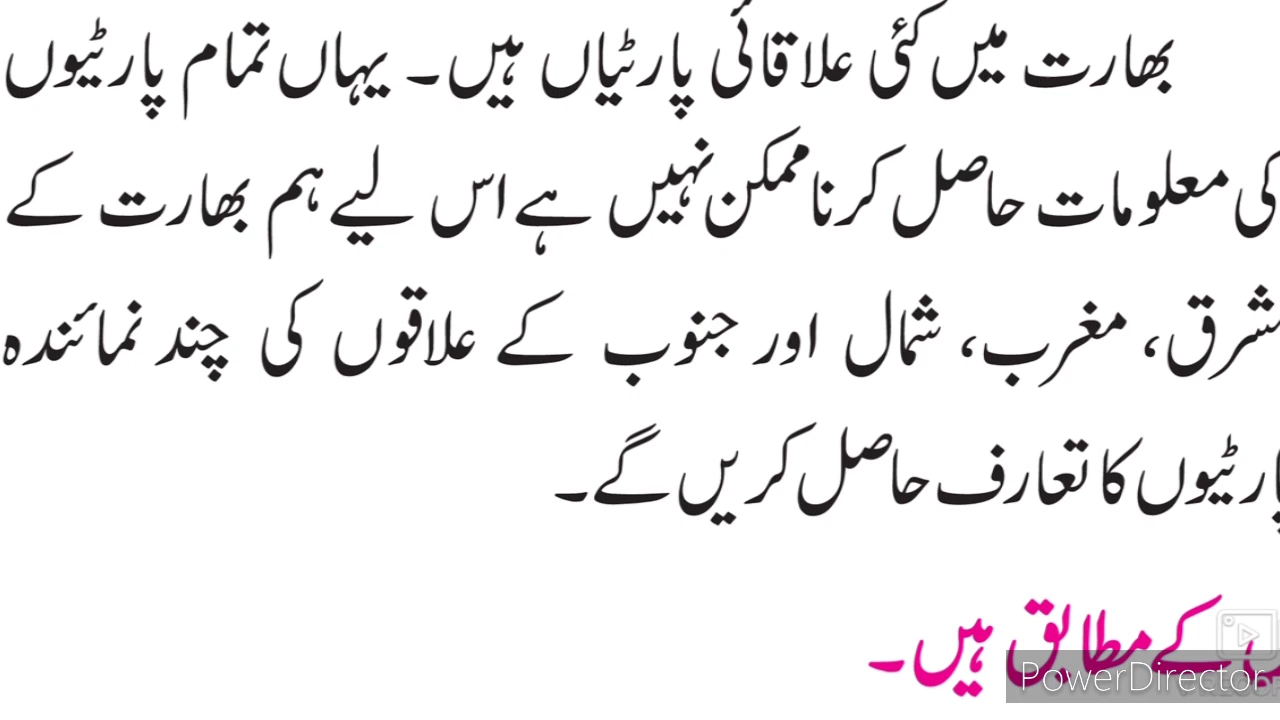 بھارت میں کئی علاقائی پارٹیاں ہیں۔ یہاں تمام پارٹیوں
کی معلومات حاصل کرنا ممکن نہیں ہے اس لیے ہم بھارت کے
مشرق، مغرب، شمال اور جنوب کے علاقوں کی چند نمائندہ
پارٹیوں کا تعارف حاصل کریں گے۔
کے مطابق ہیں۔
PowerDirector